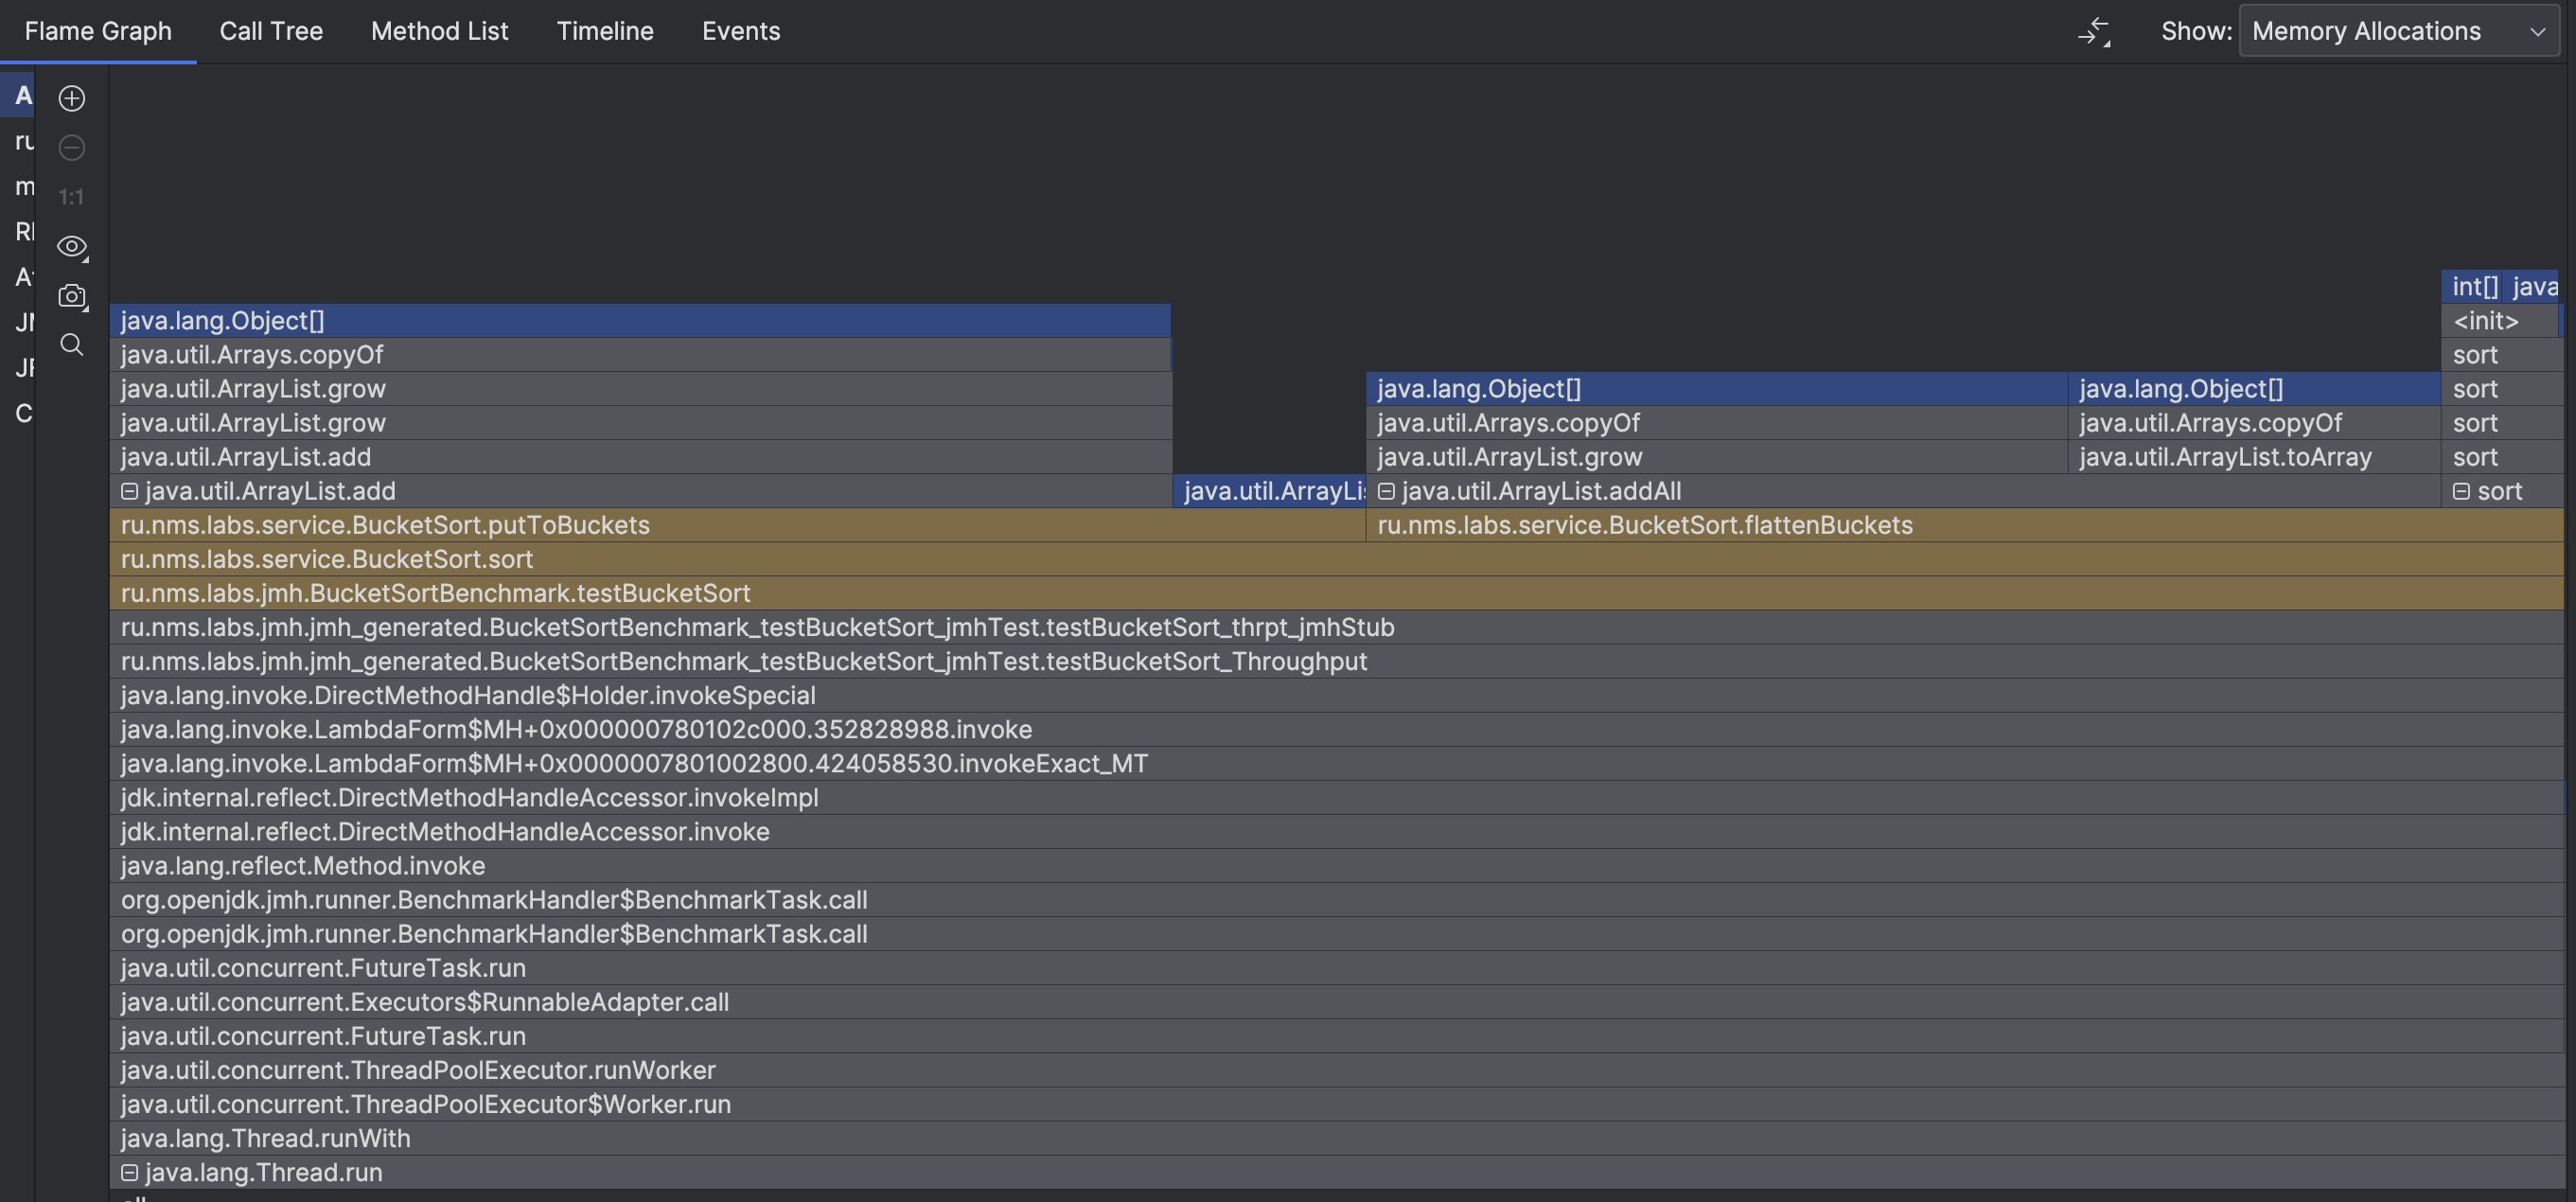 Flame Graph Call Tree Method List Timeline Events Show: Memory Allocations
A
ru
m
1:1
JF
C
int[] java
java.lang.Object[] <init>
java.util.Arrays.copyOf sort
java.util.ArrayList.grow java.lang.Object[] java.lang.Object[] sort
java.util.ArrayList.grow java.util.Arrays.copyOf java.util.Arrays.copyOf sort
java.util.ArrayList.add java.util.ArrayList.grow java.util.ArrayList.toArray sort
java.util.ArrayList.add java.util.ArrayLis java.util.ArrayList.addAll sort
ru.nms.labs.service.BucketSort.putToBuckets ru.nms.labs.service.BucketSort.flattenBuckets
ru.nms.labs.service.BucketSort.sort
ru.nms.labs.jmh.BucketSortBenchmark.testBucketSort
ru.nms.labs.jmh.jmh_generated.BucketSortBenchmark_testBucketSort_jmhTest.testBucketSort_thrpt_jmhStub
ru.nms.labs.jmh.jmh_generated.BucketSortBenchmark_testBucketSort_jmhTest.testBucketSort_Throughput
java.lang.invoke.DirectMethodHandle$Holder.invokeSpecial
java.lang.invoke.LambdaForm$MH+0x000000780102c000.352828988.invoke
java.lang.invoke.LambdaForm$MH+0x0000007801002800.424058530.invokeExact_MT
jdk.internal.reflect.DirectMethodHandleAccessor.invokeImpl
jdk.internal.reflect.DirectMethodHandleAccessor.invoke
java.lang.reflect.Method.invoke
org.openjdk.jmh.runner.BenchmarkHandler$BenchmarkTask.call
org.openjdk.jmh.runner.BenchmarkHandler$BenchmarkTask.call
java.util.concurrent.FutureTask.run
java.util.concurrent.Executors$RunnableAdapter.call
java.util.concurrent.FutureTask.run
java.util.concurrent.ThreadPoolExecutor.runWorker
java.util.concurrent.ThreadPoolExecutor$Worker.run
java.lang.Thread.runWith
java.lang.Thread.run